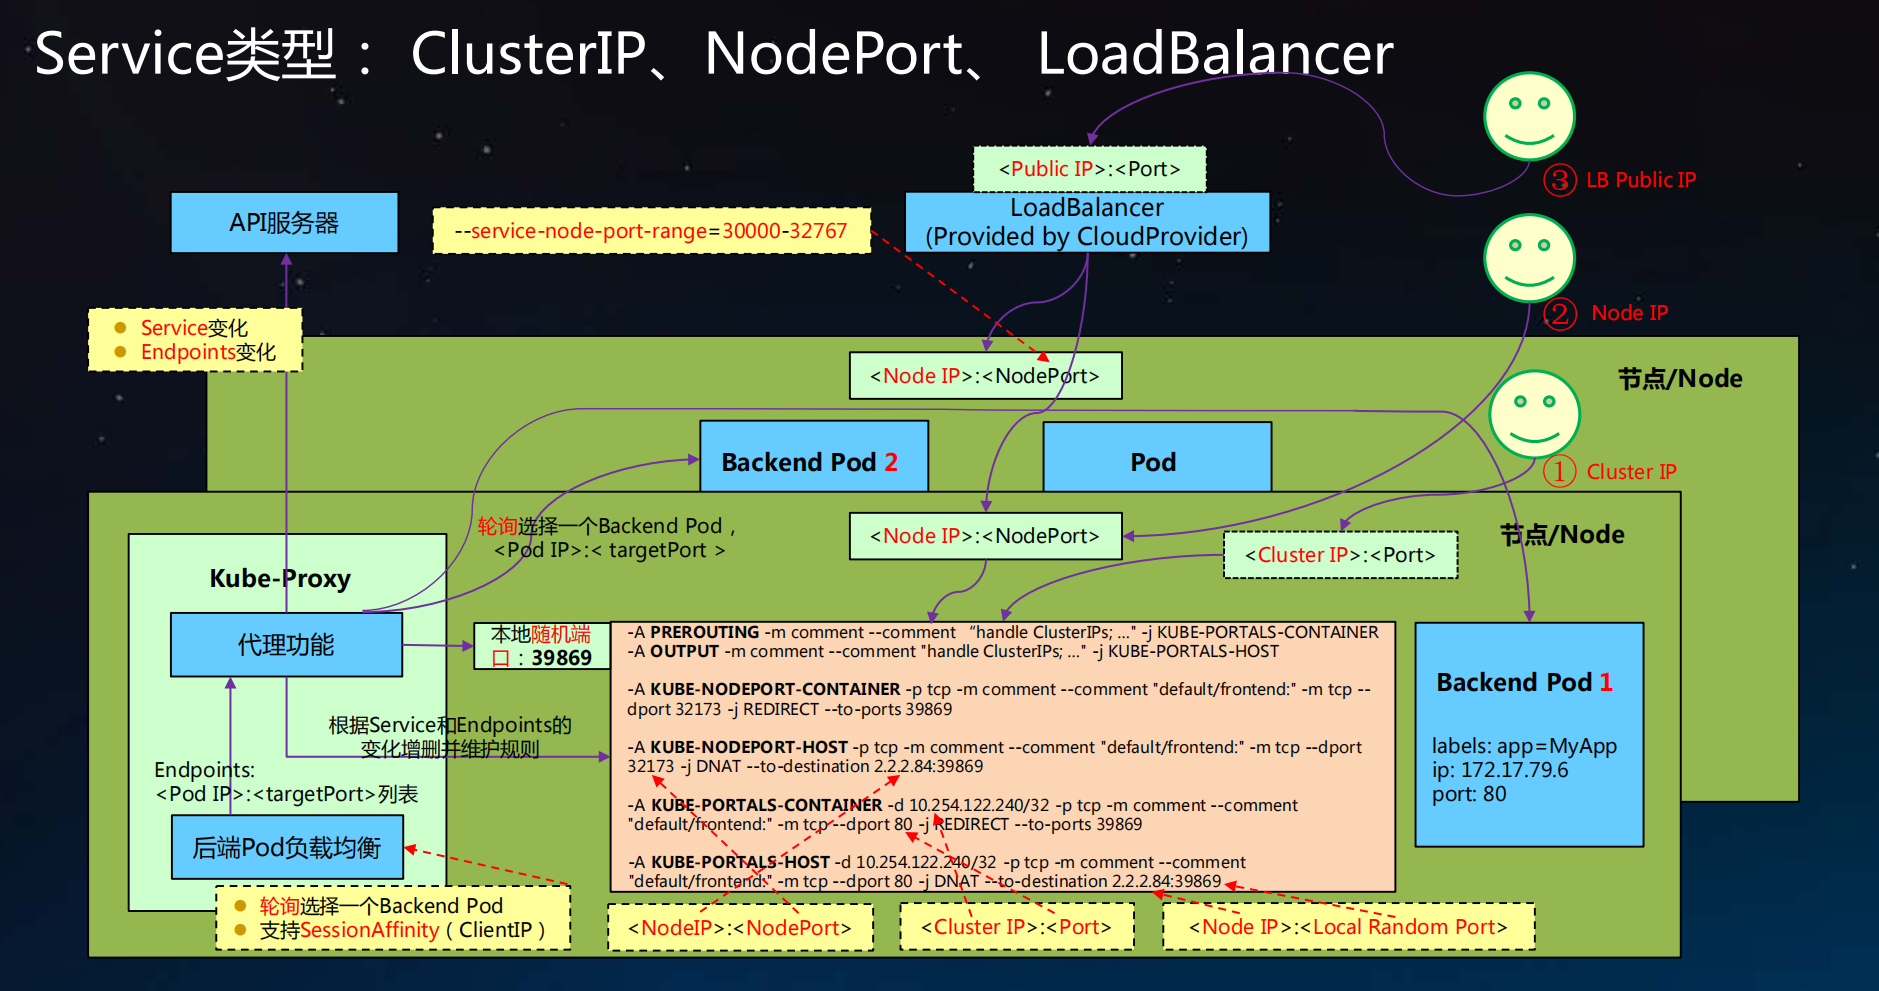 Service类型： ClusterIP、NodePort、 LoadBalancer
<Public IP>:<Port>
③ LB Public IP
API服务器
--service-node-port-range=30000-32767
LoadBalancer
(Provided by CloudProvider)
② Node IP
Service变化
Endpoints变化
<Node IP>:<NodePort>
节点/Node
Backend Pod 2
Pod
① Cluster IP
轮询选择一个Backend Pod，
<Pod IP>:< targetPort >
<Node IP>:<NodePort>
<Cluster IP>:<Port>
节点/Node
Kube-Proxy
代理功能
本地随机端
口：39869
-A PREROUTING -m comment --comment “handle ClusterIPs; ..." -j KUBE-PORTALS-CONTAINER
-A OUTPUT -m comment --comment "handle ClusterIPs; ..." -j KUBE-PORTALS-HOST
-A KUBE-NODEPORT-CONTAINER -p tcp -m comment --comment "default/frontend:" -m tcp --
dport 32173 -j REDIRECT --to-ports 39869
-A KUBE-NODEPORT-HOST -p tcp -m comment --comment "default/frontend:" -m tcp --dport
32173 -j DNAT --to-destination 2.2.2.84:39869
-A KUBE-PORTALS-CONTAINER -d 10.254.122.240/32 -p tcp -m comment --comment
"default/frontend:" -m tcp --dport 80 -j REDIRECT --to-ports 39869
-A KUBE-PORTALS-HOST -d 10.254.122.240/32 -p tcp -m comment --comment
"default/frontend:" -m tcp --dport 80 -j DNAT --to-destination 2.2.2.84:39869
Backend Pod 1
labels: app=MyApp
ip: 172.17.79.6
port: 80
根据Service和Endpoints的
变化增删并维护规则
Endpoints:
<Pod IP>:<targetPort>列表
后端Pod负载均衡
轮询选择一个Backend Pod
支持SessionAffinity（ClientIP）
<NodeIP>:<NodePort>
<Cluster IP>:<Port>
<Node IP>:<Local Random Port>